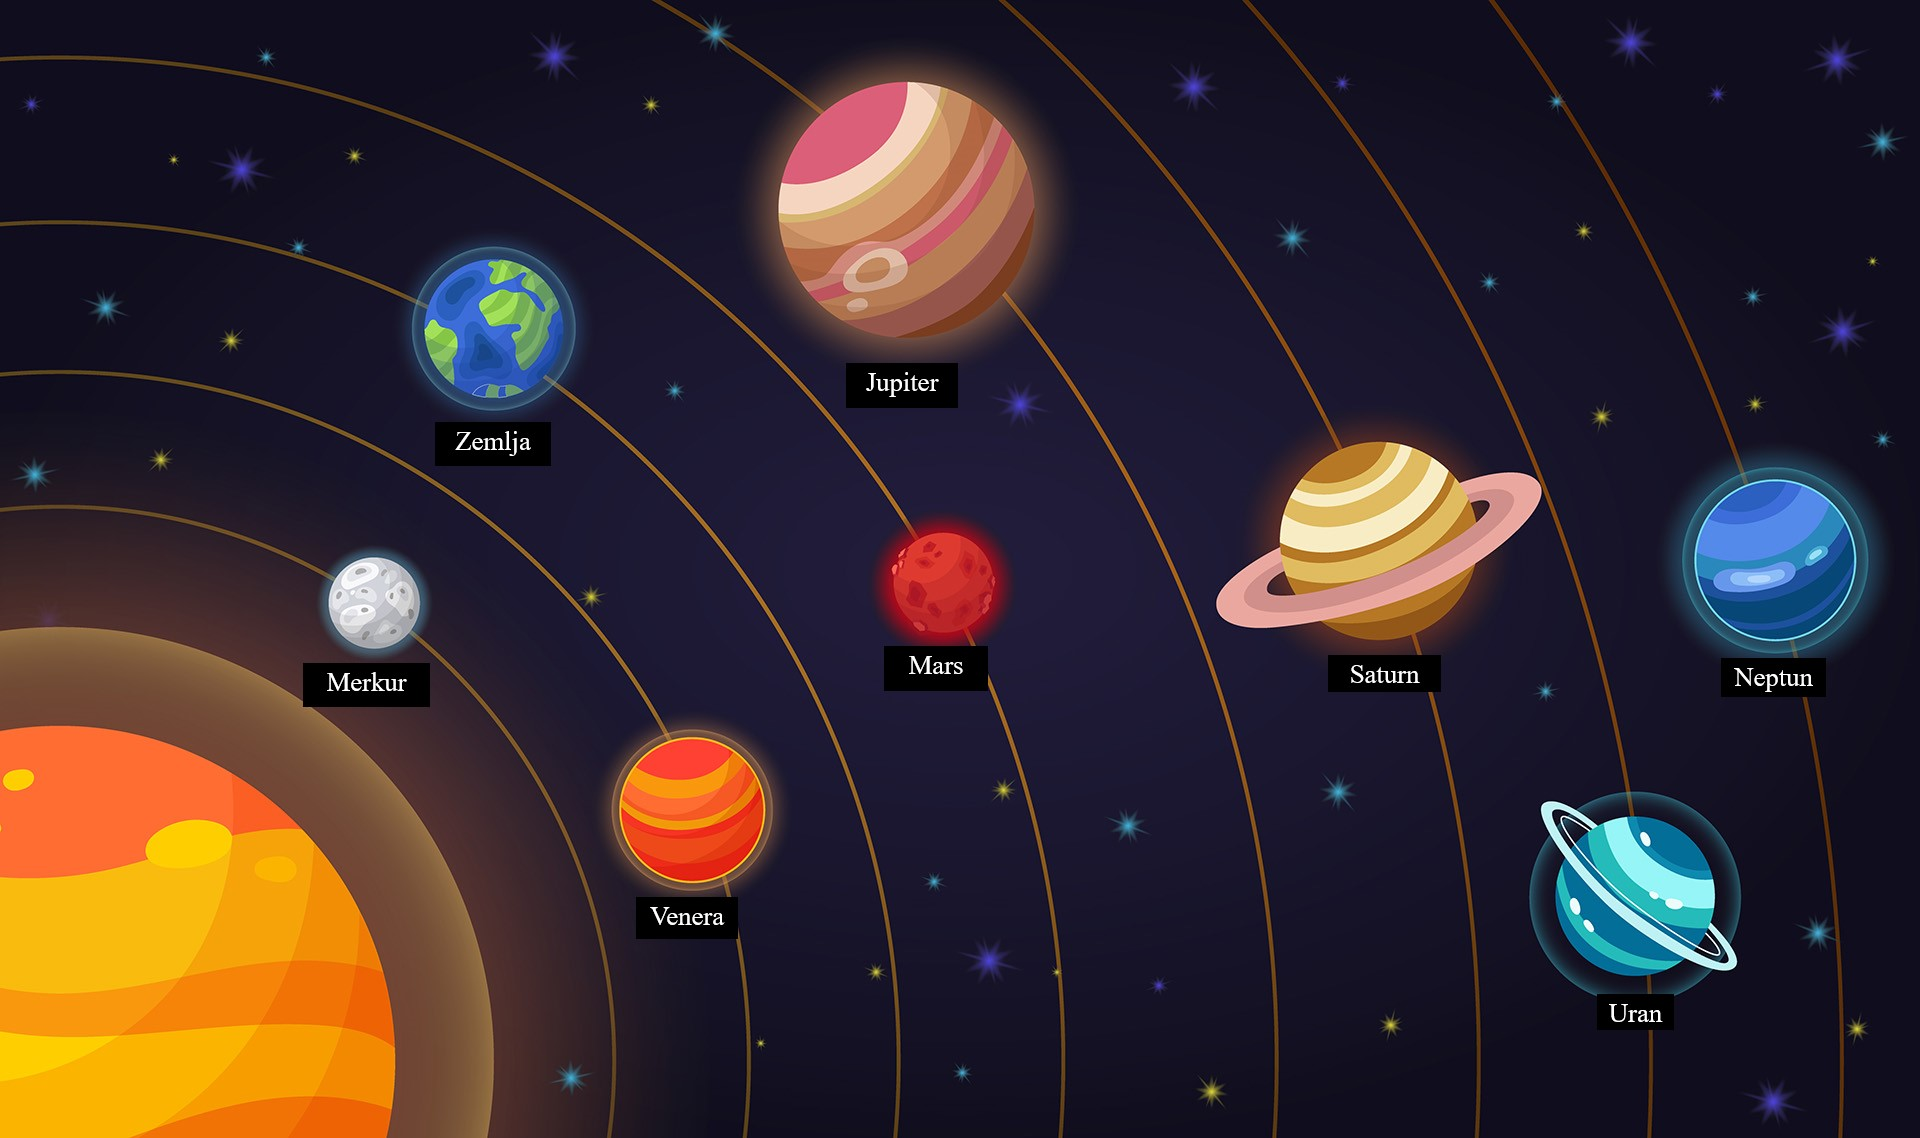 Jupiter
Zemlja
Mars
Saturn
Neptun
Merkur
Venera
Uran